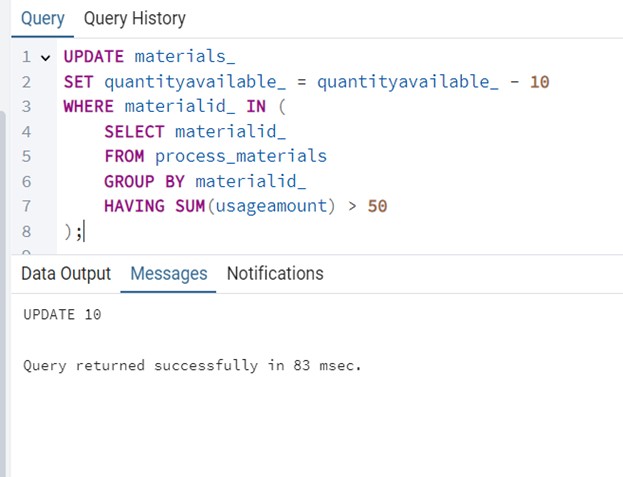 Query Query History
1 UPDATE materials_
2 SET quantityavailable_ = quantityavailable_ - 10
3 WHERE materialid_ IN (
4 SELECT materialid_
5 FROM process_materials
6 GROUP BY materialid_
7 HAVING SUM(usageamount) > 50
8 );
Data Output Messages Notifications
UPDATE 10
Query returned successfully in 83 msec.